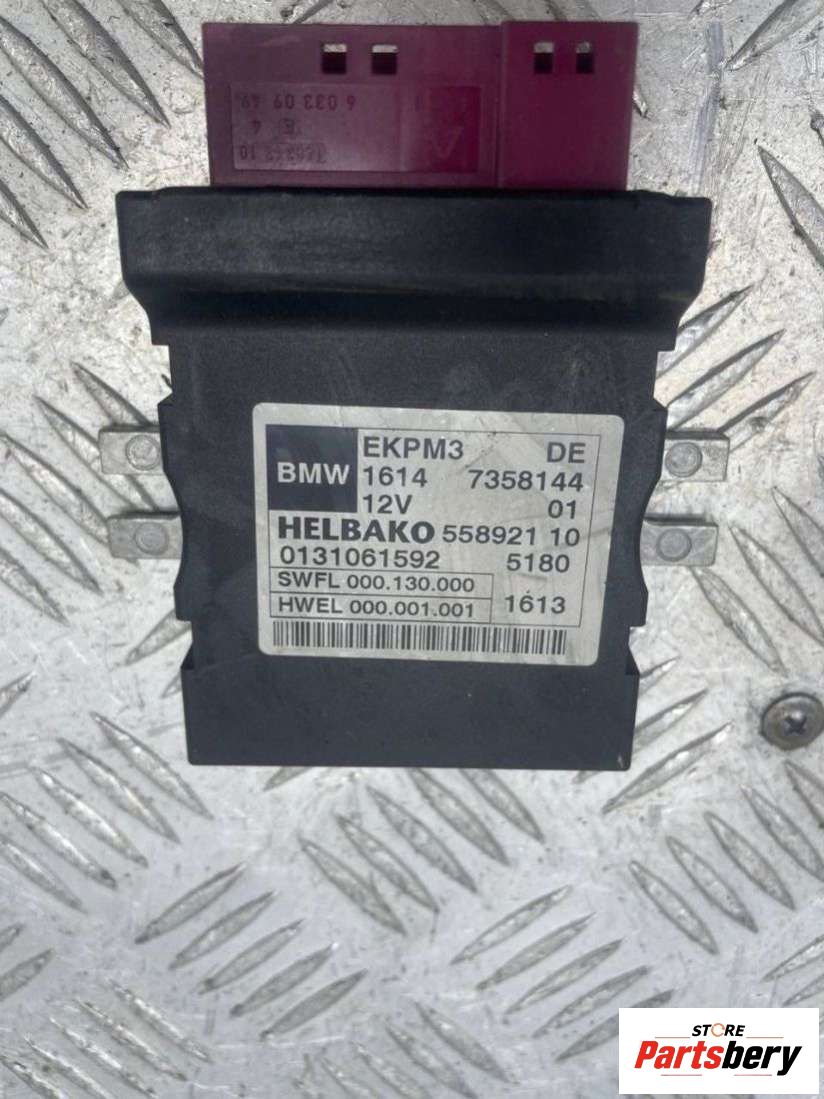 6 033 09 49
E 4
EKPM3 DE
BMW 1614 7358144
12V 01
HELBAKO 558921 10
0131061592 5180
SWFL 000.130.000
HWEL 000.001.001 1613
STORE
Partsbery